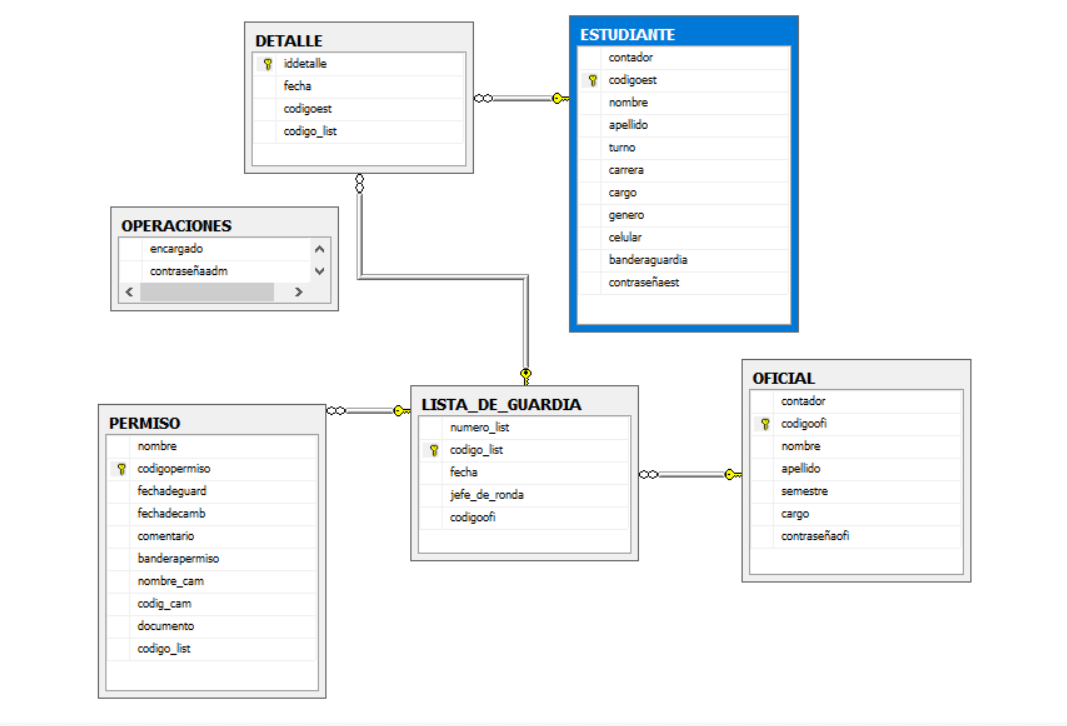 DETALLE
iddetalle
fecha
codigoest
codigo_list
ESTUDIANTE
contador
codigoest
nombre
apellido
turno
carrera
cargo
genero
celular
banderaguardia
contraseñaest
OPERACIONES
encargado
contraseñaadm
PERMISO
nombre
codigopermiso
fechadeguard
fechadecamb
comentario
banderapermiso
nombre_cam
codig_cam
documento
codigo_list
LISTA_DE_GUARDIA
numero_list
codigo_list
fecha
jefe_de_ronda
codigoofi
OFICIAL
contador
codigoofi
nombre
apellido
semestre
cargo
contraseñaofi